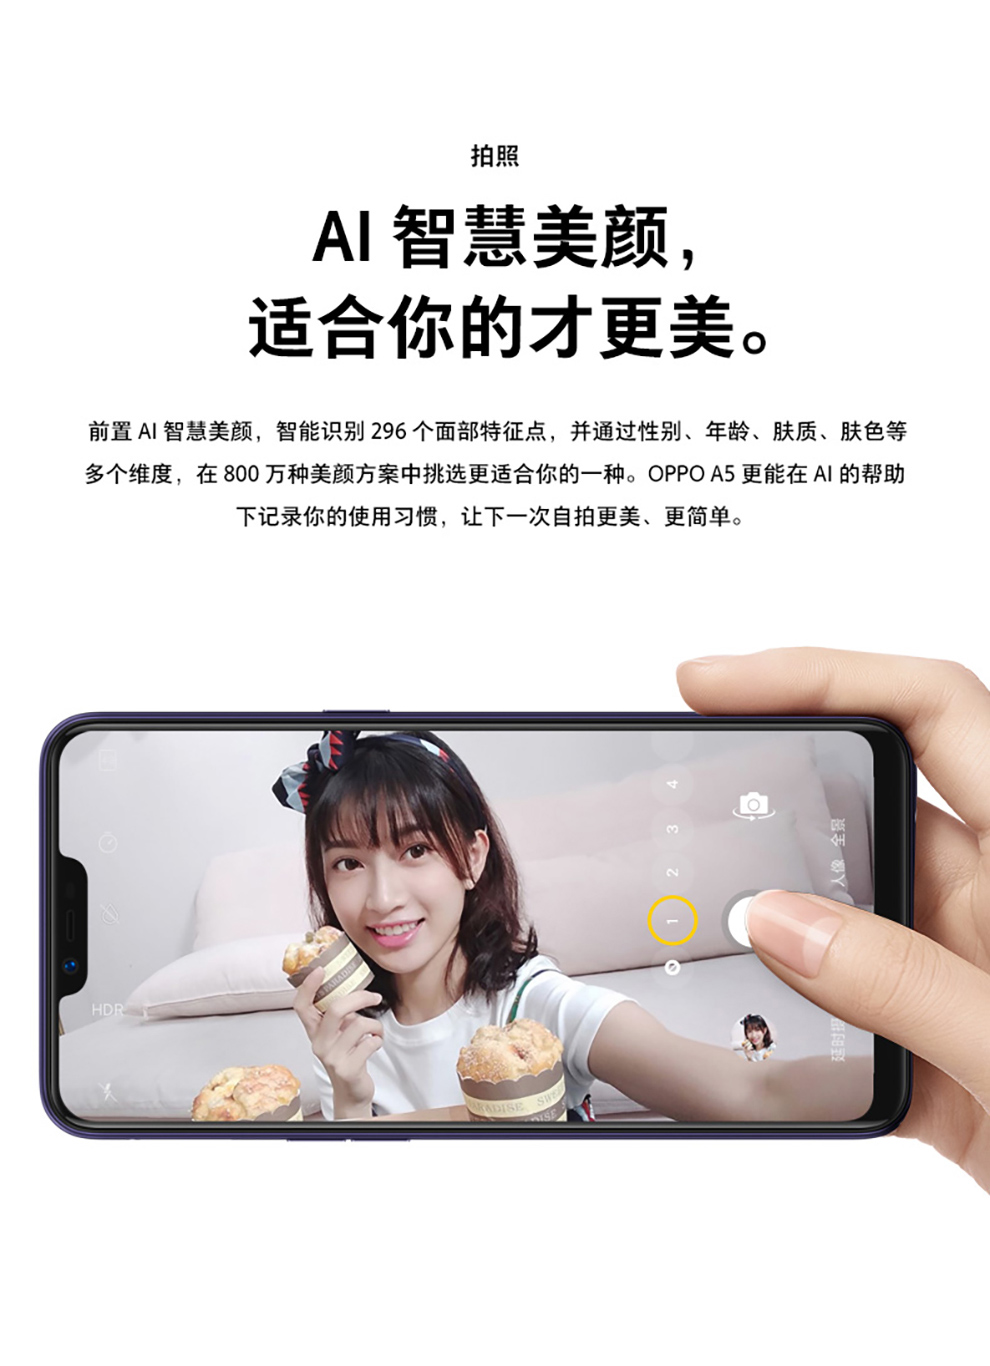 拍照
AI 智慧美颜，
适合你的才更美。
前置 AI 智慧美颜，智能识别 296 个面部特征点，并通过性别、年龄、肤质、肤色等
多个维度，在 800 万种美颜方案中挑选更适合你的一种。OPPO A5 更能在 AI 的帮助
下记录你的使用习惯，让下一次自拍更美、更简单。
4
3
2
1
全景
人像
延时摄
HDR
PARADISE
PARADISE
SWE